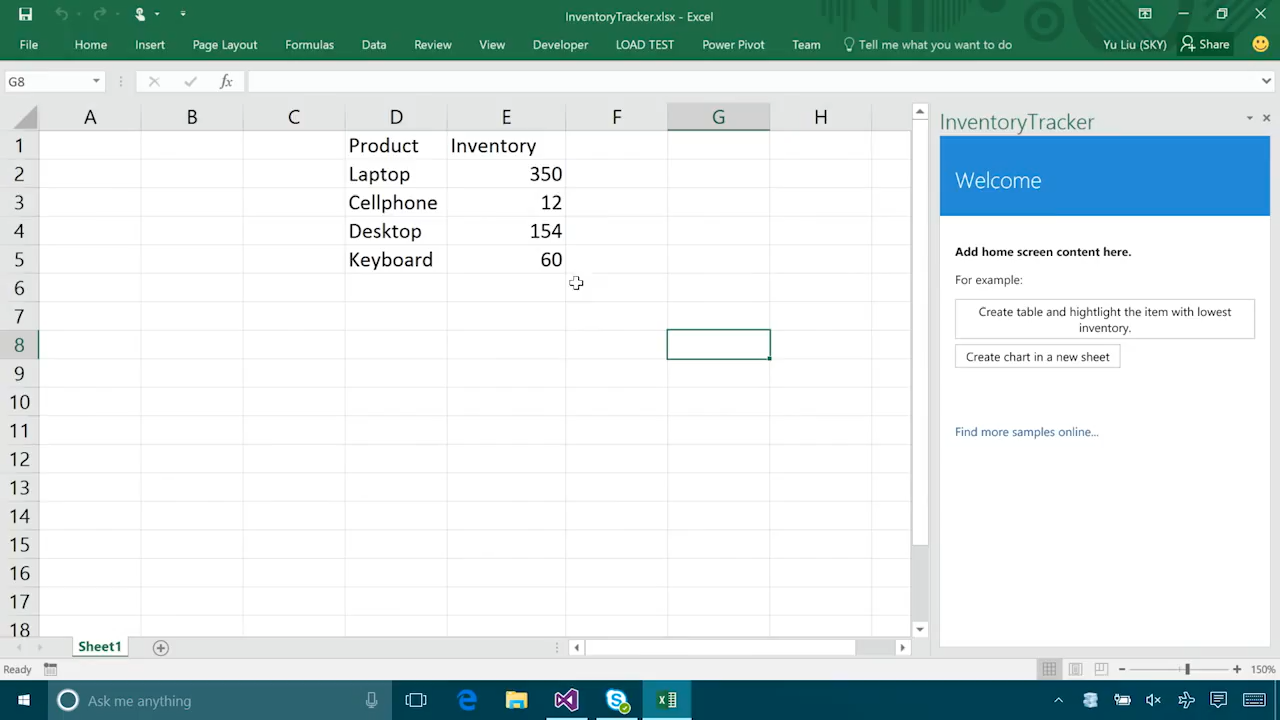 InventoryTracker.xlsx - Excel
File Home Insert Page Layout Formulas Data Review View Developer LOAD TEST Power Pivot Team Tell me what you want to do Yu Liu (SKY) Share
G8 fx
A B C D E F G H
1 Product Inventory
2 Laptop 350
3 Cellphone 12
4 Desktop 154
5 Keyboard 60
6
7
8
9
10
11
12
13
14
15
16
17
18
InventoryTracker
Welcome
Add home screen content here.
For example:
Create table and hightlight the item with lowest
inventory.
Create chart in a new sheet
Find more samples online...
Sheet1
Ready 150%
Ask me anything